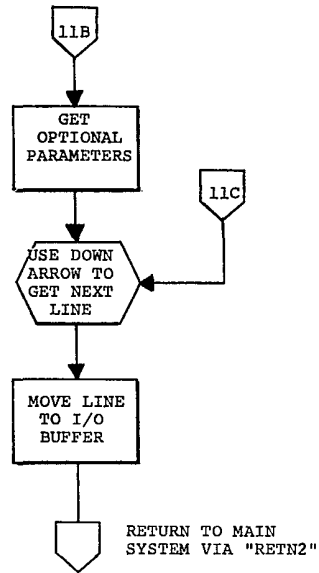 11B
GET
OPTIONAL
PARAMETERS
11C
USE DOWN
ARROW TO
GET NEXT
LINE
MOVE LINE
TO I/O
BUFFER
RETURN TO MAIN
SYSTEM VIA "RETN2"